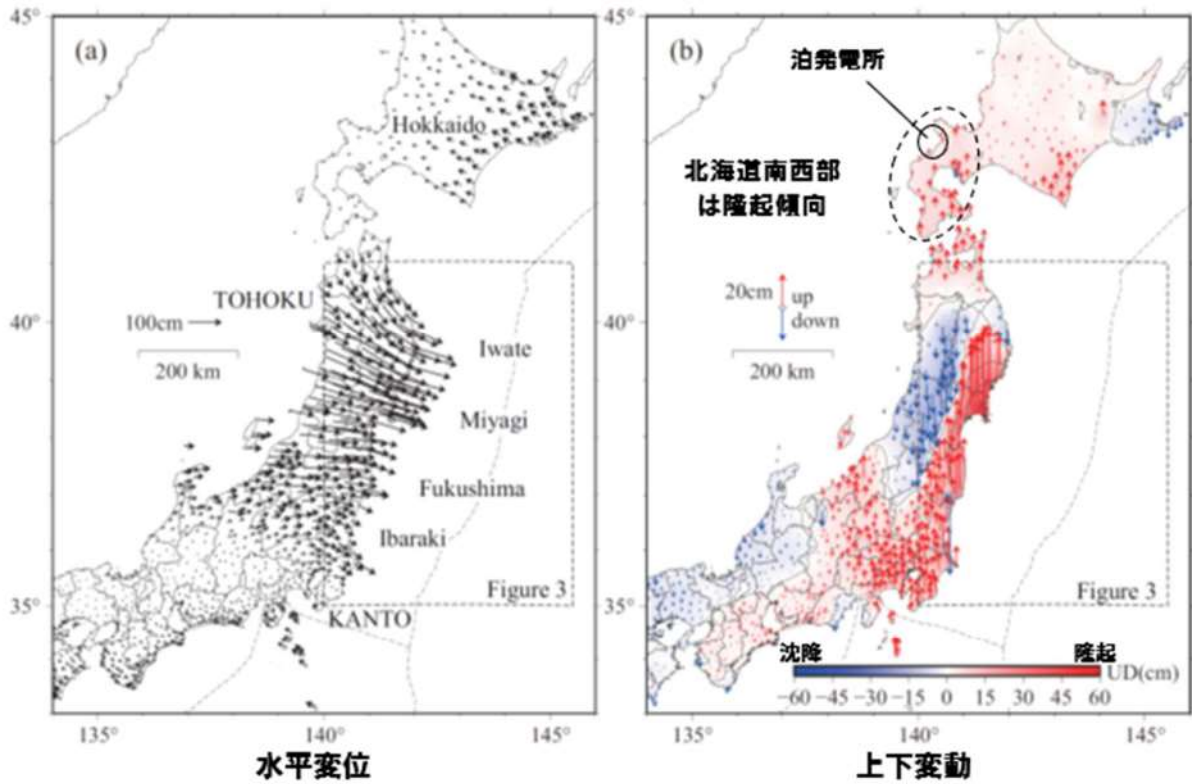 45°
(a)
Hokkaido
TOHOKU
40°
100cm
200 km
Iwate
Miyagi
Fukushima
Ibaraki
Figure 3
35°
KANTO
135°
140°
145°
水平変位
45°
(b)
泊発電所
北海道南西部
は隆起傾向
20cm
up
down
40°
200 km
Figure 3
35°
沈降
隆起
UD(cm)
−60 −45 −30 −15 0 15 30 60
135°
140°
145°
上下変動